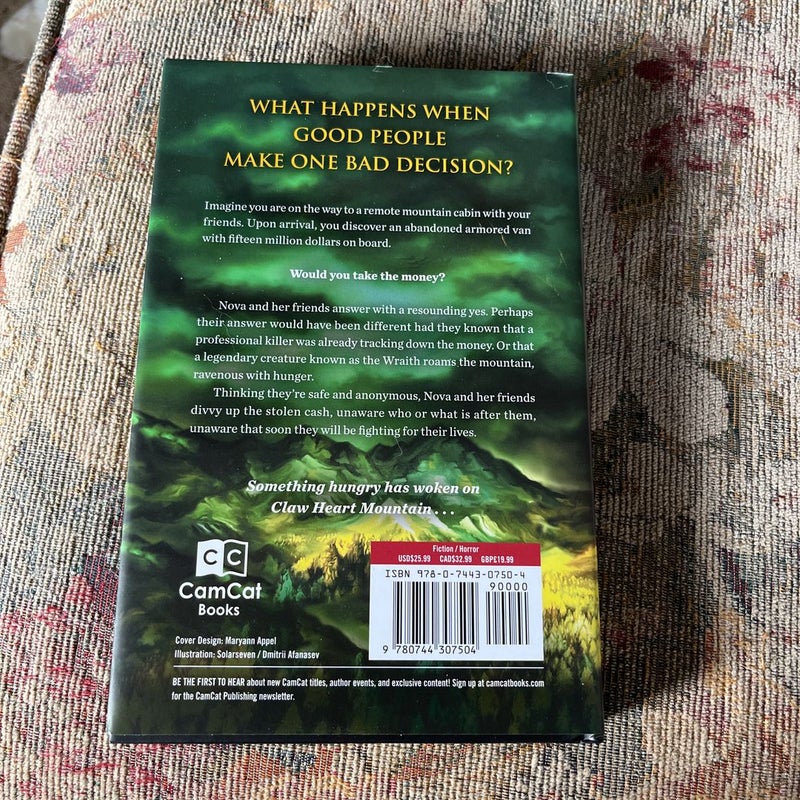 WHAT HAPPENS WHEN
GOOD PEOPLE
MAKE ONE BAD DECISION?
Imagine you are on the way to a remote mountain cabin with your
friends. Upon arrival, you discover an abandoned armored van
with fifteen million dollars on board.
Would you take the money?
Nova and her friends answer with a resounding yes. Perhaps
their answer would have been different had they known that a
professional killer was already tracking down the money. Or that
a legendary creature known as the Wraith roams the mountain,
ravenous with hunger.
Thinking they're safe and anonymous, Nova and her friends
divvy up the stolen cash, unaware who or what is after them,
unaware that soon they will be fighting for their lives.
Something hungry has woken on
Claw Heart Mountain . . .
C C
CamCat
Books
Fiction / Horror
USD$25.99 CAD$32.99 GBP£19.99
ISBN 978-0-7443-0750-4
90000
9 780744 307504
Cover Design: Maryann Appel
Illustration: Solarseven / Dmitrii Afanasev
BE THE FIRST TO HEAR about new CamCat titles, author events, and exclusive content! Sign up at camcatbooks.com
for the CamCat Publishing newsletter.